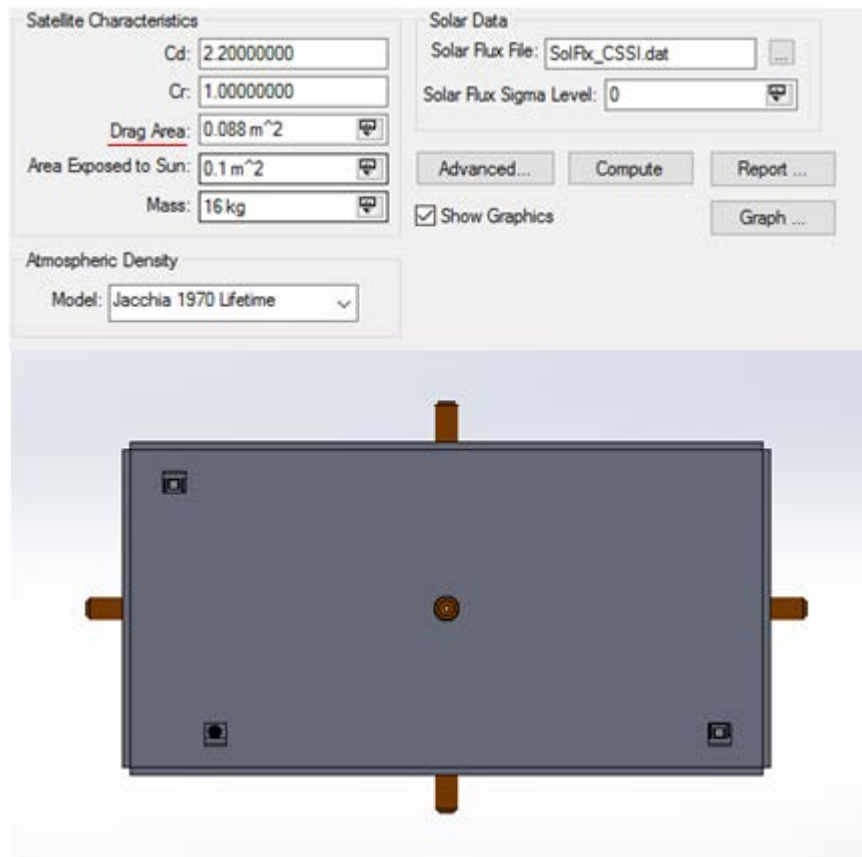 Satellite Characteristics
Cd: 2.20000000
Cr: 1.00000000
Drag Area: 0.088 m^2
Area Exposed to Sun: 0.1 m^2
Mass: 16 kg
Atmospheric Density
Model: Jacchia 1970 Lifetime
Solar Data
Solar Flux File: SolFlx_CSSI.dat ...
Solar Flux Sigma Level: 0
Advanced... Compute Report ...
Show Graphics Graph ...